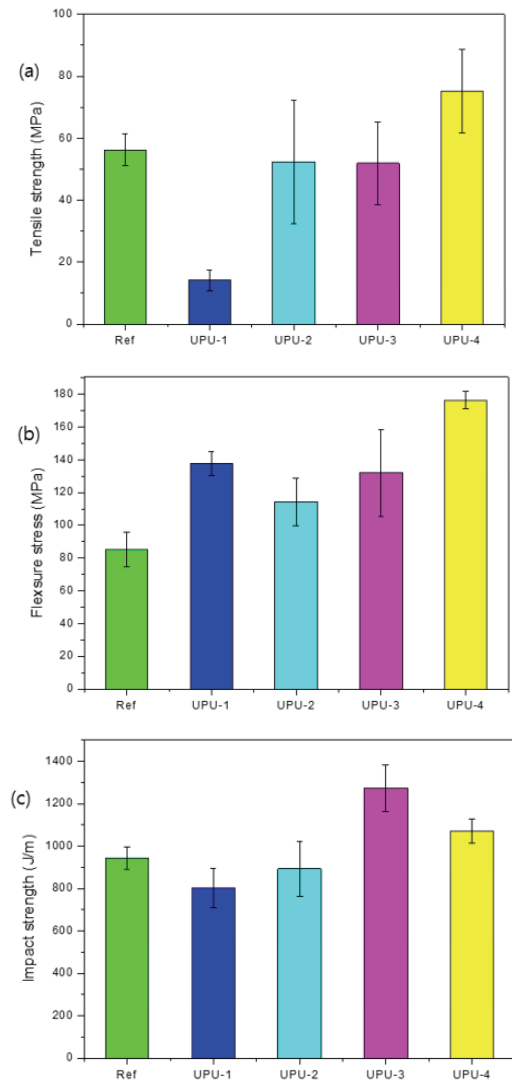 (a)
Tensile strength (MPa)
100
80
60
40
20
0
Ref UPU-1 UPU-2 UPU-3 UPU-4
(b)
Flexsure stress (MPa)
180
160
140
120
100
80
60
40
20
0
Ref UPU-1 UPU-2 UPU-3 UPU-4
(c)
Impact strength (J/m)
1400
1200
1000
800
600
400
200
0
Ref UPU-1 UPU-2 UPU-3 UPU-4